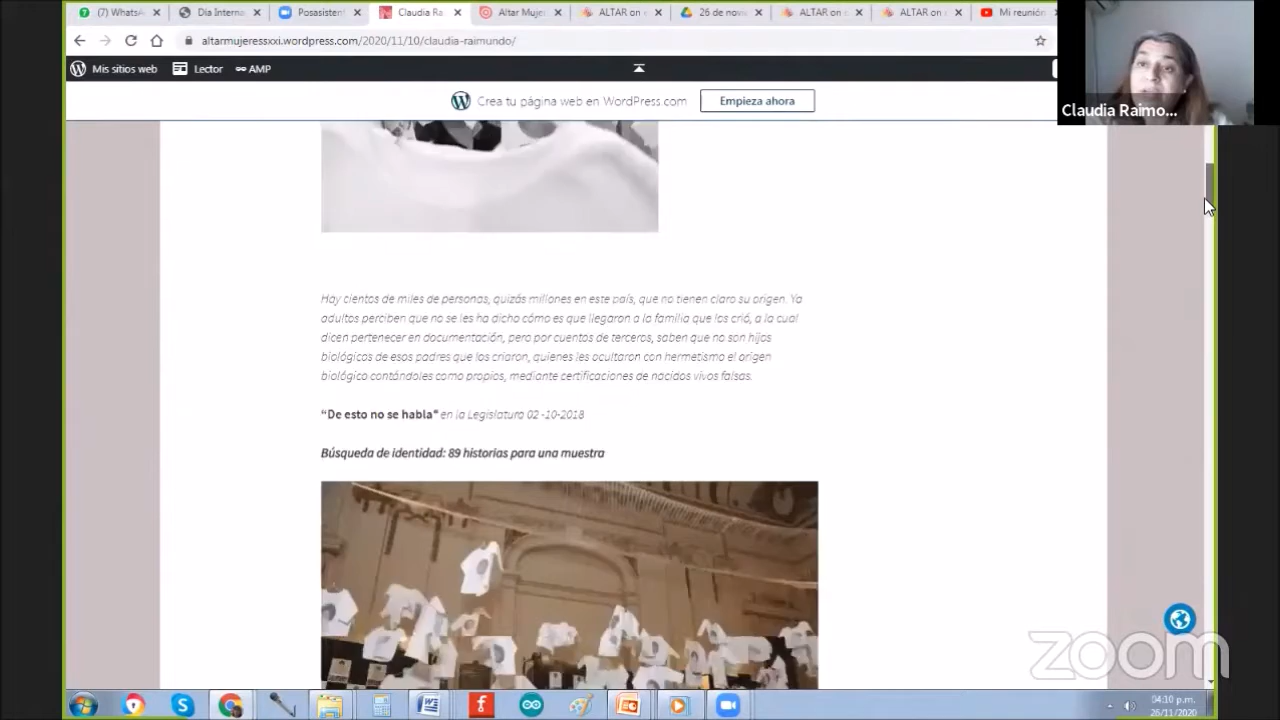 (7) WhatsA
Día Interna
Posasistent
Claudia Ra
Altar Muje
ALTAR on
26 de novi
ALTAR on
ALTAR on
Mi reunión
altarmujeressxxi.wordpress.com/2020/11/10/claudia-raimundo/
Mis sitios web
Lector
AMP
Crea tu página web en WordPress.com
Empieza ahora
Claudia Raimo...
Hay cientos de miles de personas, quizás millones en este país, que no tienen claro su origen. Ya
adultos perciben que no se les ha dicho cómo es que llegaron a la familia que los crió, a la cual
dicen pertenecer en documentación, pero por cuentos de terceros, saben que no son hijos
biológicos de esos padres que los criaron, quienes les ocultaron con hermetismo el origen
biológico contándoles como propios, mediante certificaciones de nacidos vivos falsas.
"De esto no se habla" en la Legislatura 02 -10-2018
Búsqueda de identidad: 89 historias para una muestra
zoom
04:10 p.m.
26/11/2020